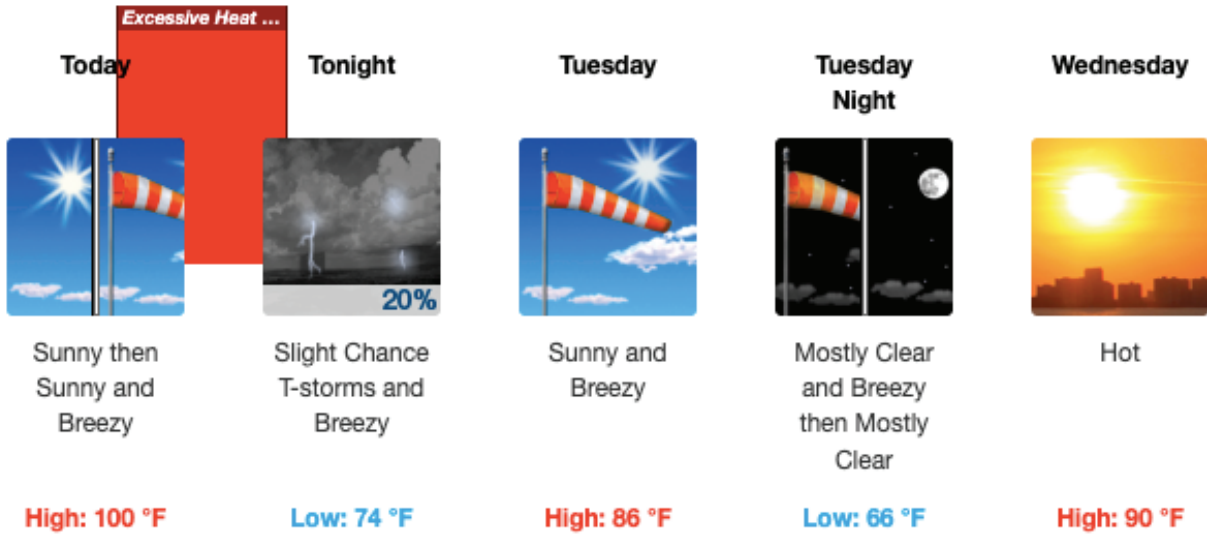 Excessive Heat ...
Today
Tonight
Tuesday
Tuesday
Night
Wednesday
20%
Sunny then
Sunny and
Breezy
Slight Chance
T-storms and
Breezy
Sunny and
Breezy
Mostly Clear
and Breezy
then Mostly
Clear
Hot
High: 100 °F
Low: 74 °F
High: 86 °F
Low: 66 °F
High: 90 °F